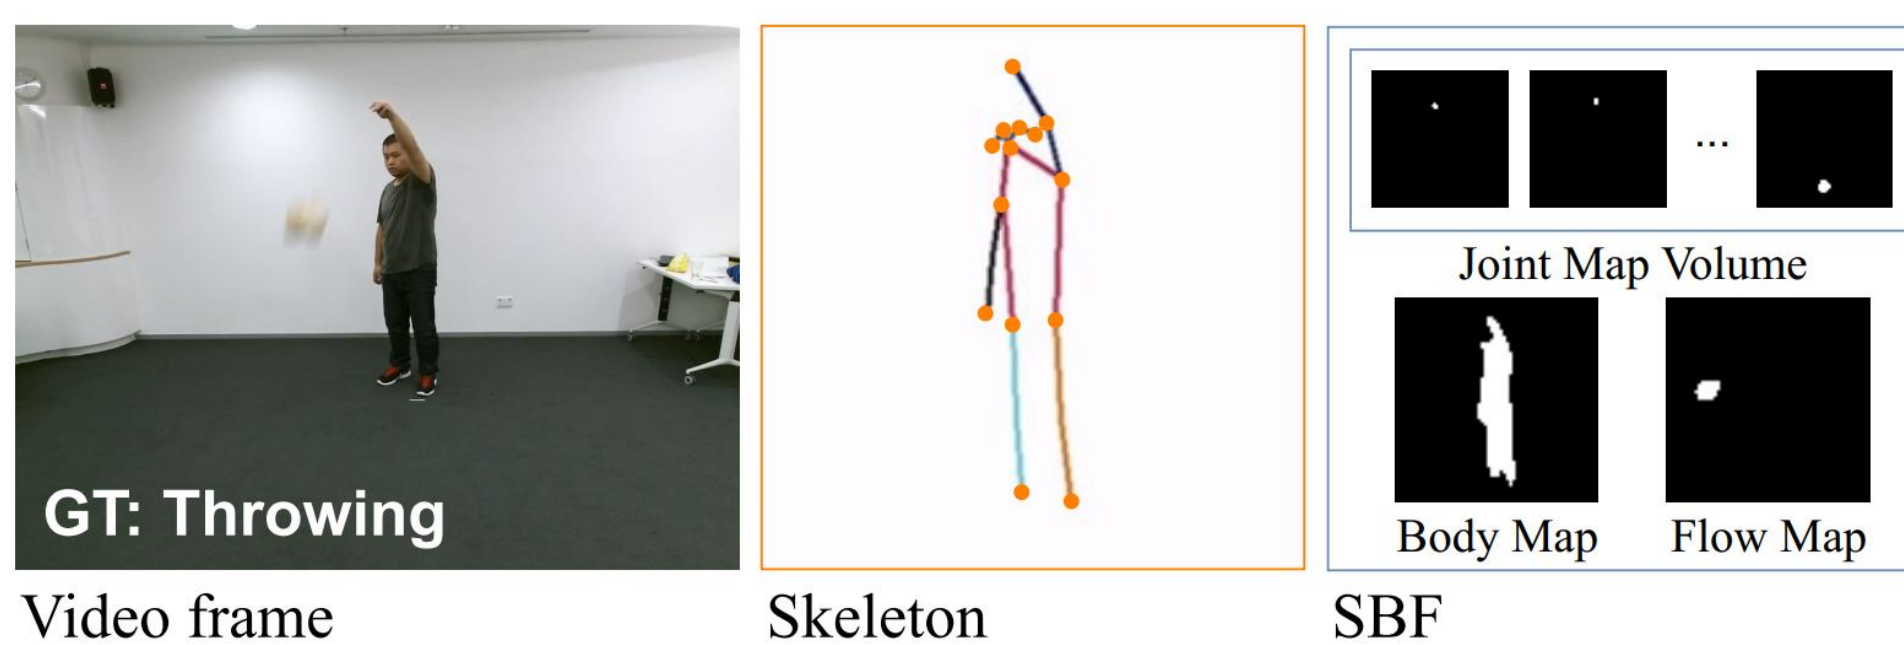 GT: Throwing
Video frame
Skeleton
...
Joint Map Volume
Body Map
Flow Map
SBF